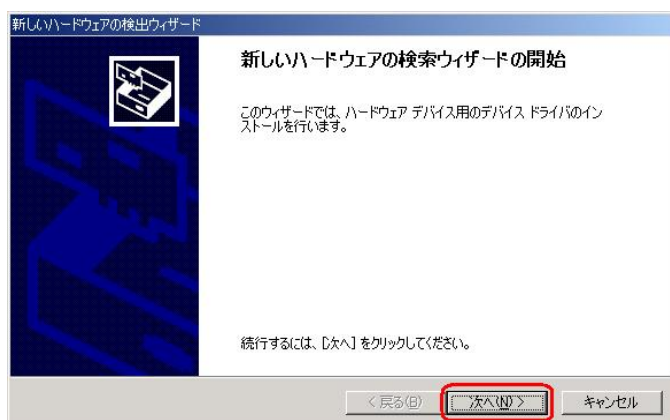 新しいハードウェアの検出ウィザード
新しいハードウェアの検索ウィザードの開始
このウィザードでは、ハードウェア デバイス用のデバイス ドライバのイン
ストールを行います。
続行するには、[次へ] をクリックしてください。
< 戻る(B)
次へ(N) >
キャンセル